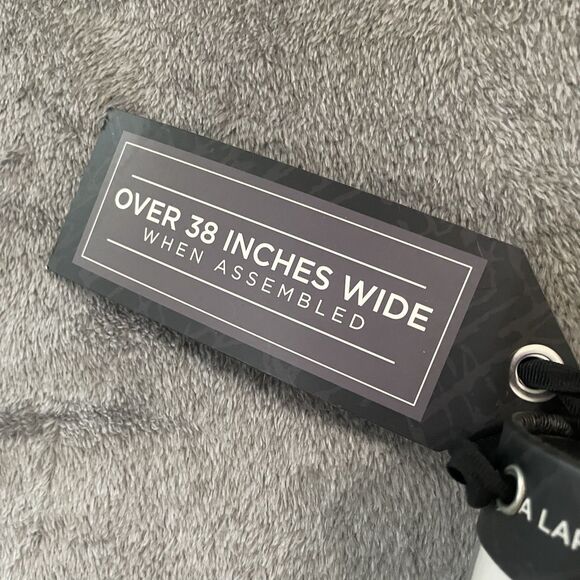 OVER 38 INCHES WIDE
WHEN ASSEMBLED
A